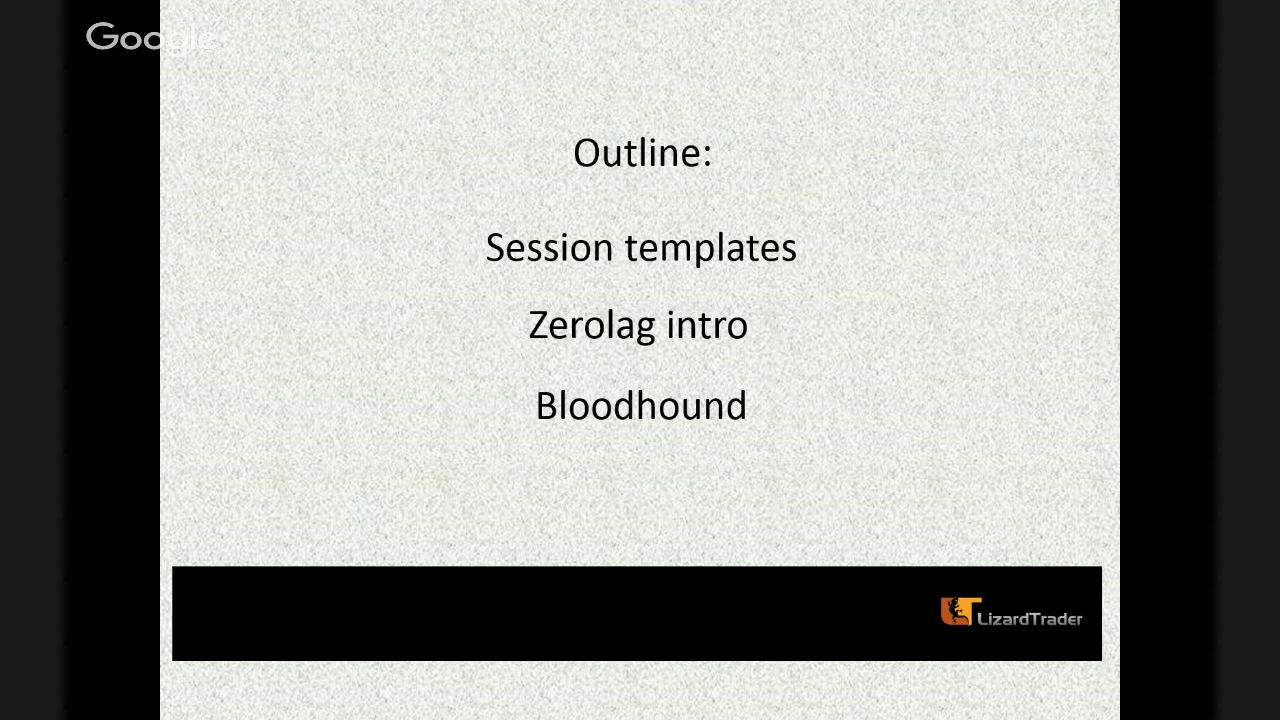 Google
Outline:
Session templates
Zerolag intro
Bloodhound
LizardTrader